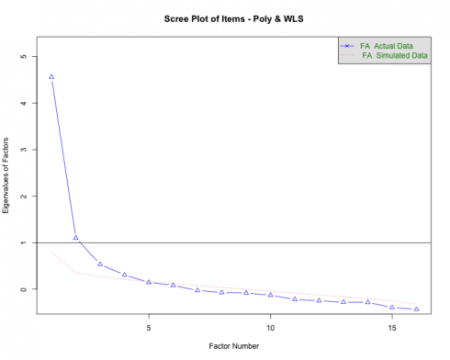 Scree Plot of Items - Poly & WLS
FA Actual Data
FA Simulated Data
Eigenvalues of Factors
5
4
3
2
1
0
5
10
15
Factor Number